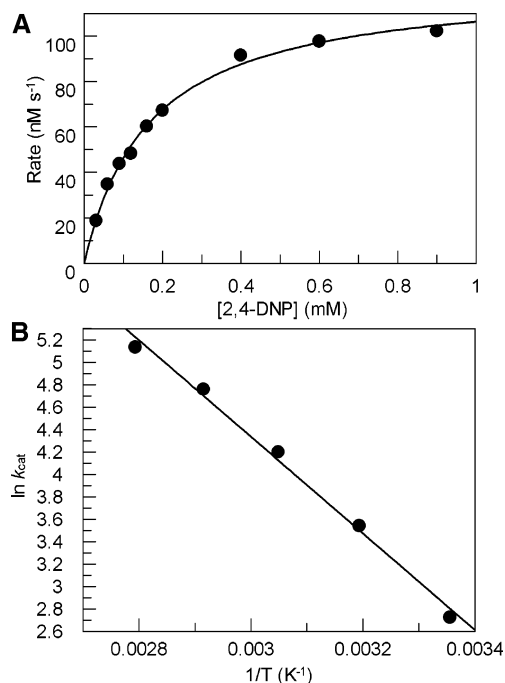 A
Rate (nM s-1)
100
80
60
40
20
0
0 0.2 0.4 0.6 0.8 1
[2,4-DNP] (mM)
B
ln kcat
5.2
5
4.8
4.6
4.4
4.2
4
3.8
3.6
3.4
3.2
3
2.8
2.6
0.0028 0.003 0.0032 0.0034
1/T (K-1)